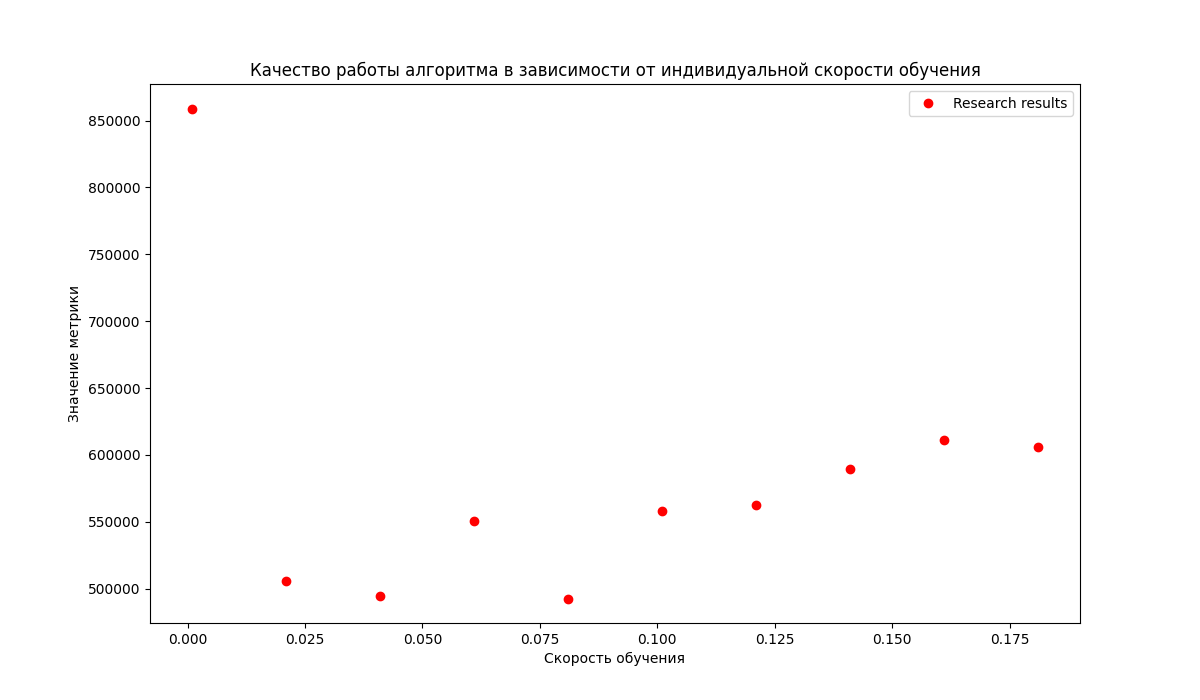 Качество работы алгоритма в зависимости от индивидуальной скорости обучения
Research results
850000
800000
750000
700000
650000
600000
550000
500000
Значение метрики
0.000 0.025 0.050 0.075 0.100 0.125 0.150 0.175
Скорость обучения